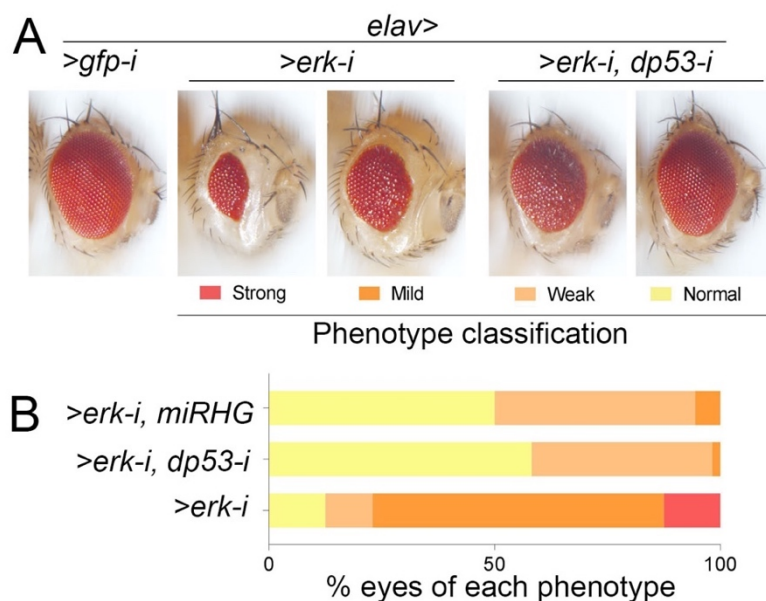 A
elav>
>gfp-i >erk-i >erk-i, dp53-i
Strong Mild Weak Normal
Phenotype classification
B
>erk-i, miRHG
>erk-i, dp53-i
>erk-i
0 50 100
% eyes of each phenotype